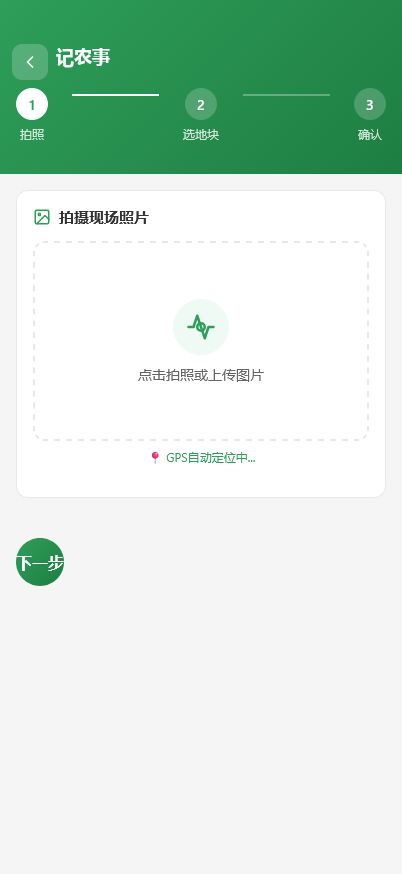 记农事
1
2
3
拍照
选地块
确认
拍摄现场照片
点击拍照或上传图片
GPS自动定位中...
下一步